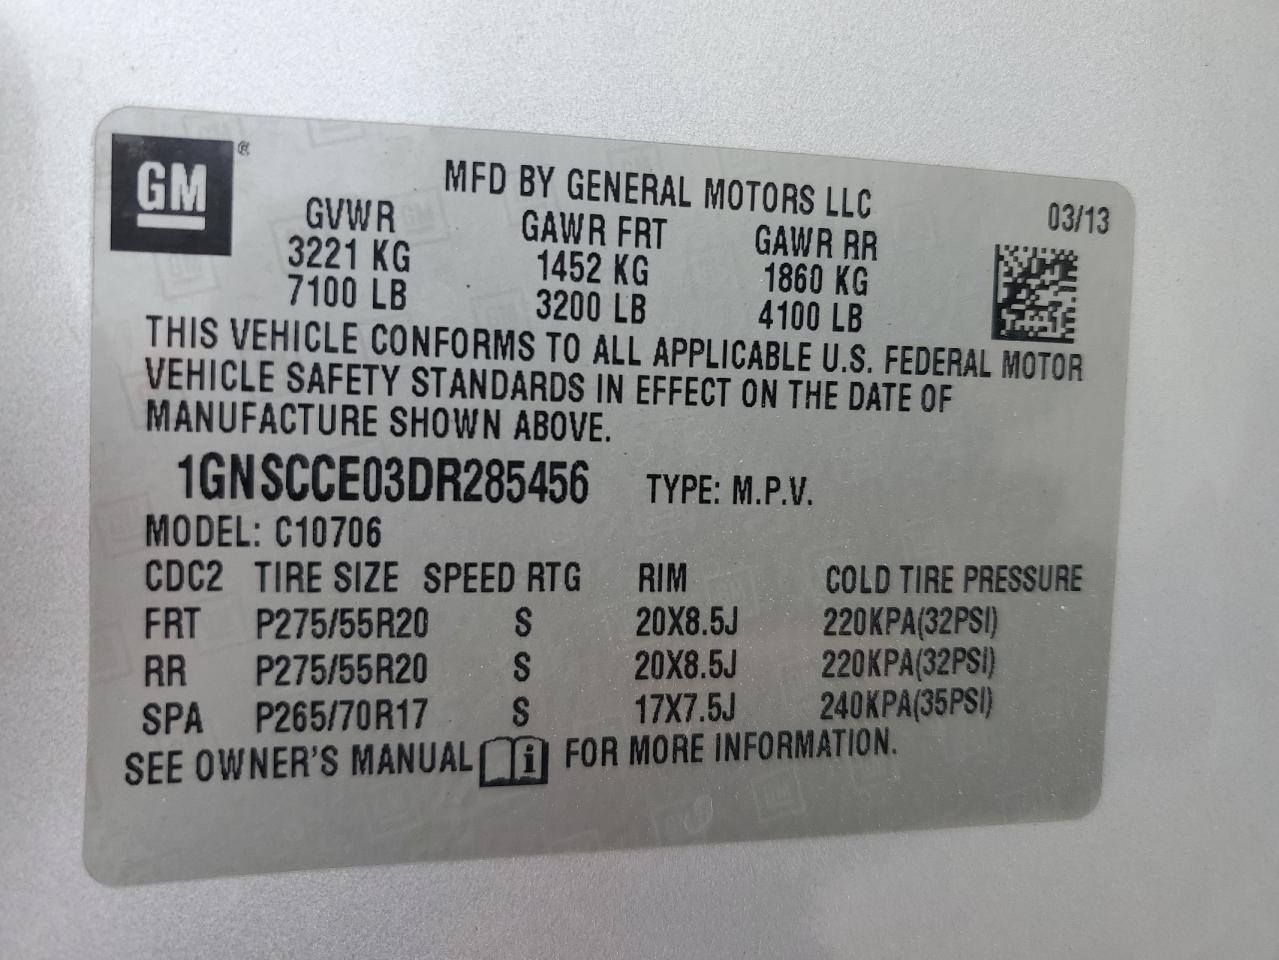 GM®
MFD BY GENERAL MOTORS LLC
03/13
GVWR GAWR FRT GAWR RR
3221 KG 1452 KG 1860 KG
7100 LB 3200 LB 4100 LB
THIS VEHICLE CONFORMS TO ALL APPLICABLE U.S. FEDERAL MOTOR
VEHICLE SAFETY STANDARDS IN EFFECT ON THE DATE OF
MANUFACTURE SHOWN ABOVE.
1GNSCCE03DR285456 TYPE: M.P.V.
MODEL: C10706
CDC2 TIRE SIZE SPEED RTG RIM COLD TIRE PRESSURE
FRT P275/55R20 S 20X8.5J 220KPA(32PSI)
RR P275/55R20 S 20X8.5J 220KPA(32PSI)
SPA P265/70R17 S 17X7.5J 240KPA(35PSI)
SEE OWNER'S MANUAL i FOR MORE INFORMATION.